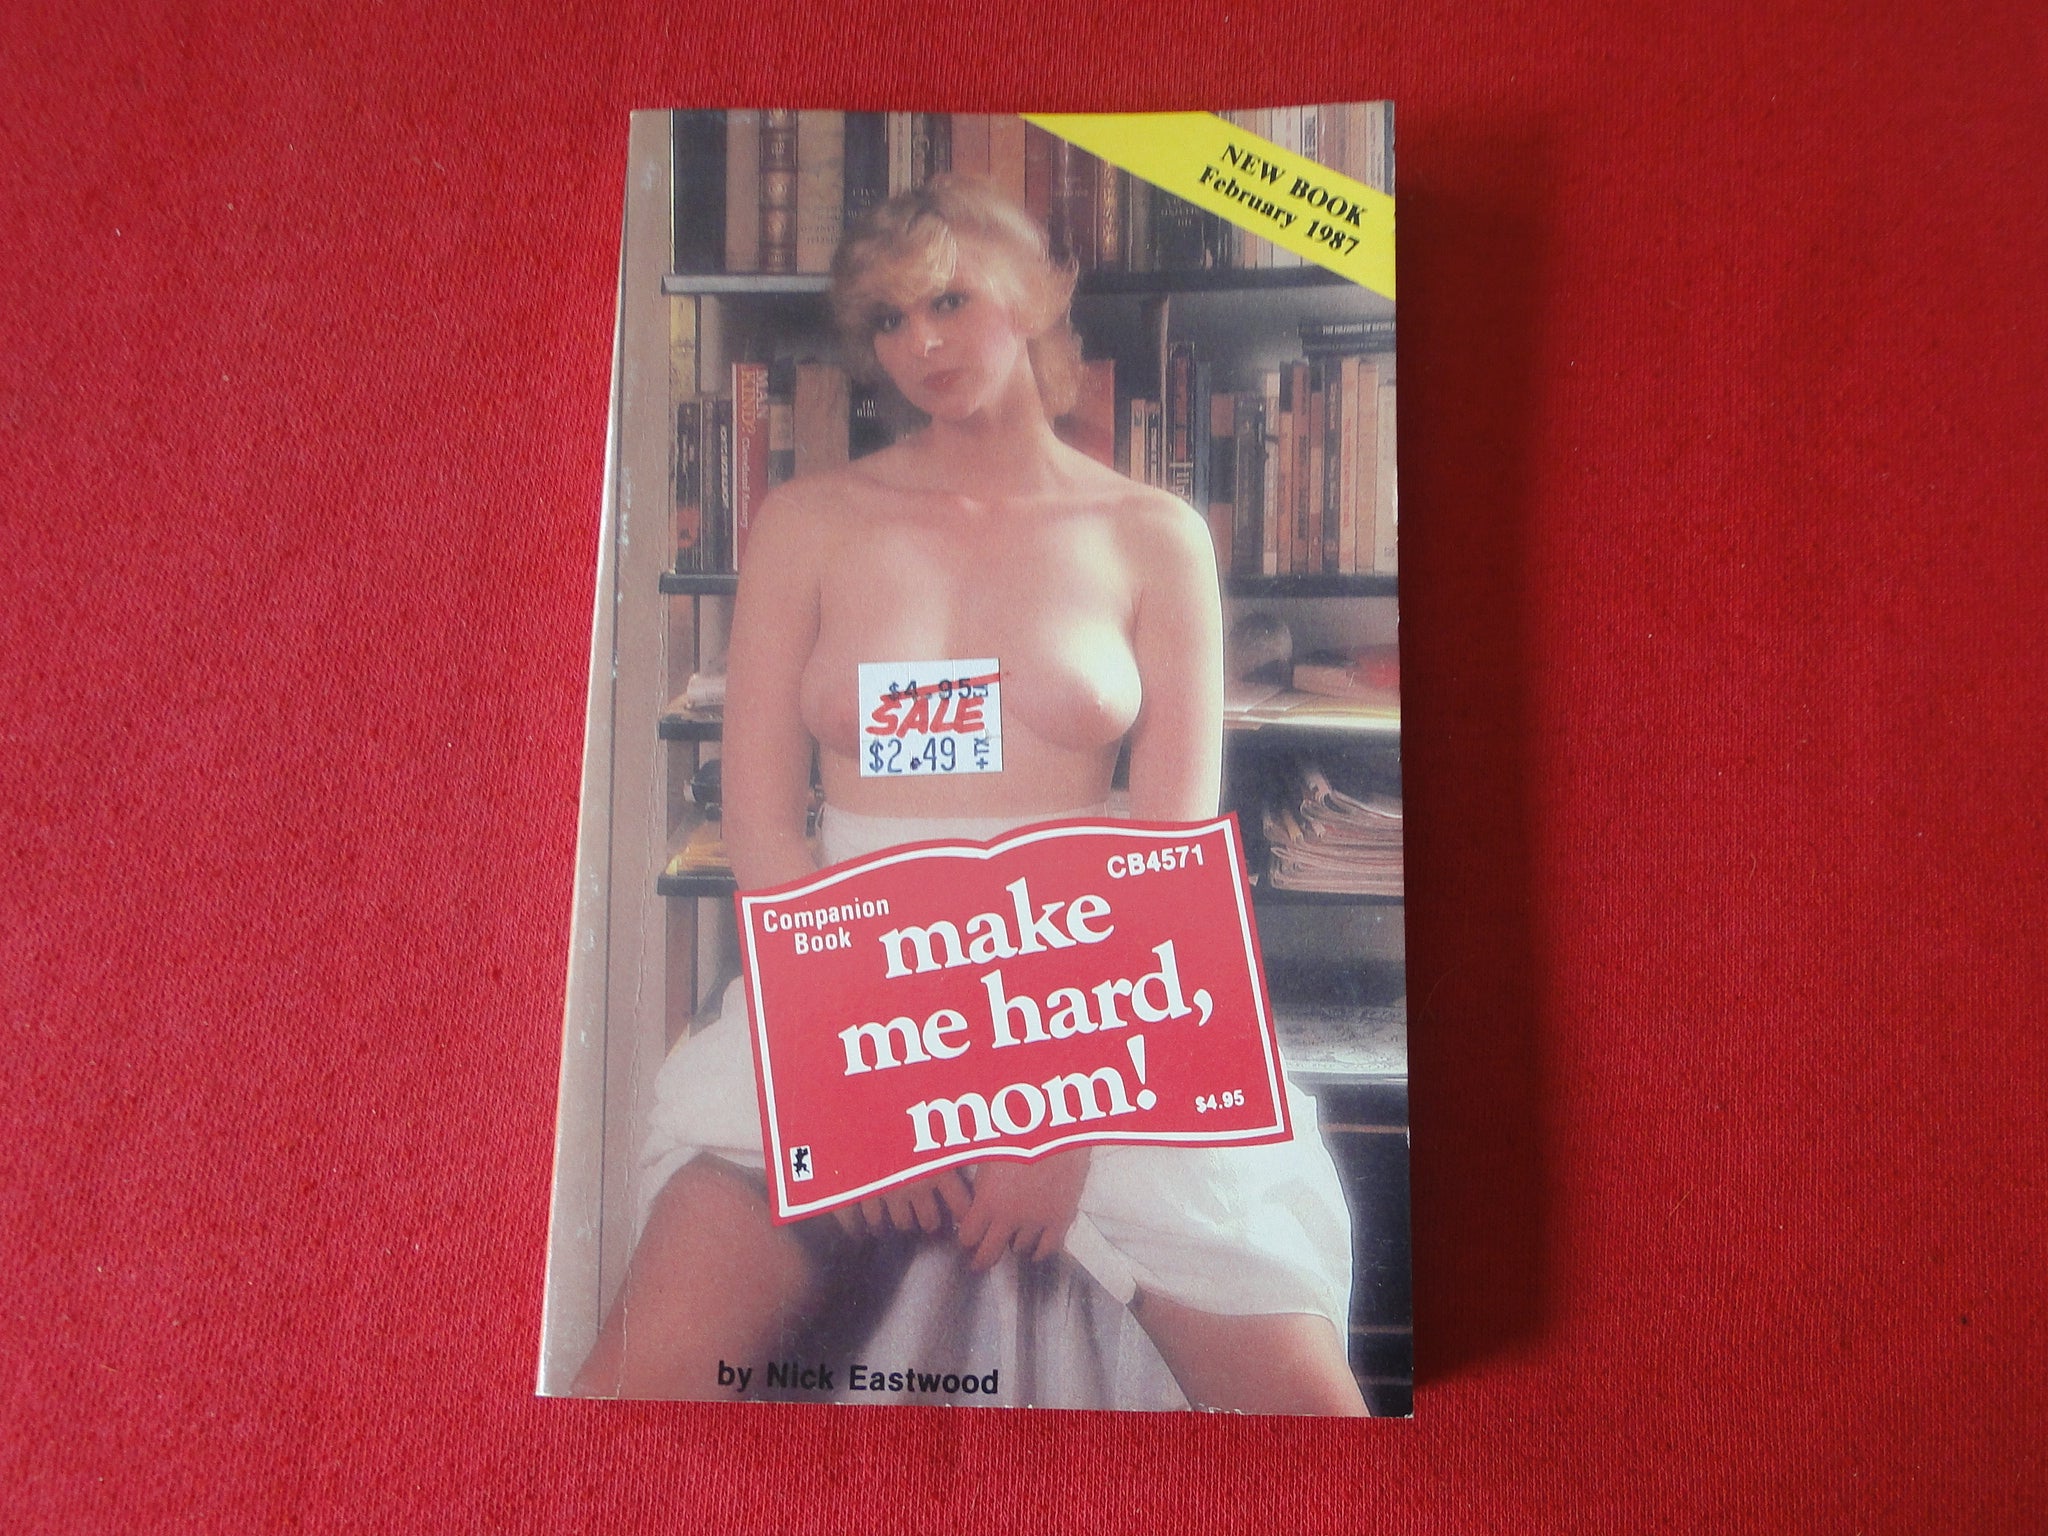 NEW BOOK
February 1987
$4.95
SALE
$2.49 + TX
CB4571
Companion
Book
make
me hard,
mom!
$4.95
by Nick Eastwood